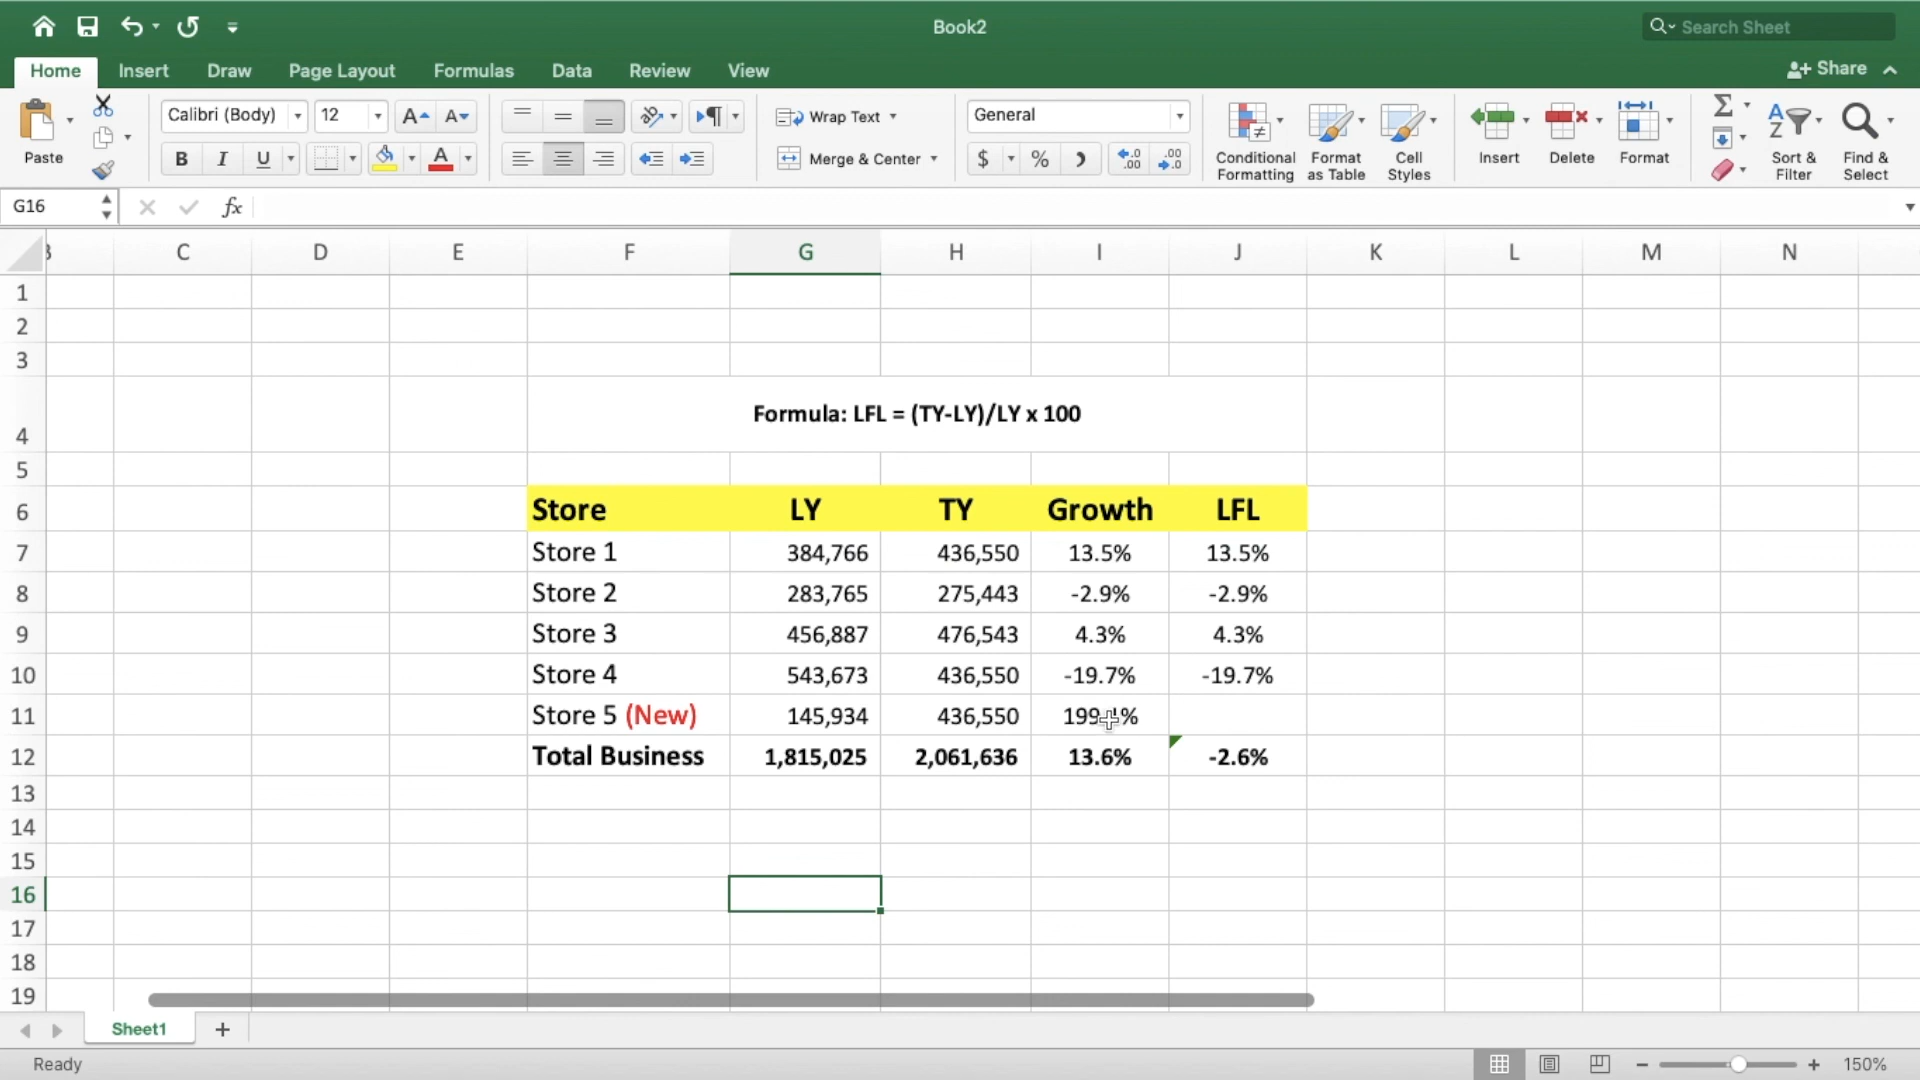 Book2
Search Sheet
Home Insert Draw Page Layout Formulas Data Review View Share
Paste Calibri (Body) 12 Wrap Text General
B I U Merge & Center $ % Conditional Formatting Format as Table Cell Styles Insert Delete Format Sort & Filter Find & Select
G16 fx
C D E F G H I J K L M N
1
2
3
4 Formula: LFL = (TY-LY)/LY x 100
5
6 Store LY TY Growth LFL
7 Store 1 384,766 436,550 13.5% 13.5%
8 Store 2 283,765 275,443 -2.9% -2.9%
9 Store 3 456,887 476,543 4.3% 4.3%
10 Store 4 543,673 436,550 -19.7% -19.7%
11 Store 5 (New) 145,934 436,550
12 Total Business 1,815,025 2,061,636 13.6% -2.6%
13
14
15
16
17
18
19
Sheet1 +
Ready 150%